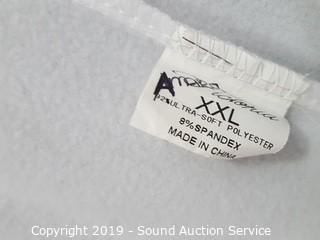 A
XXL
ULTRA-SOFT POLYESTER
8%SPANDEX
MADE IN CHINA
Copyright 2019 - Sound Auction Service